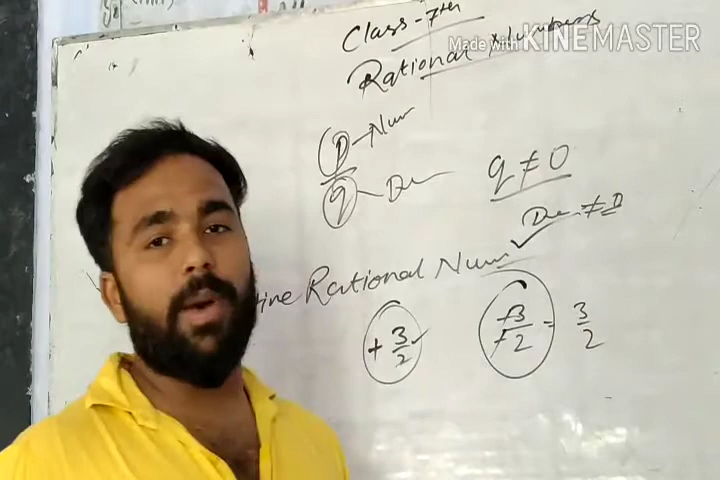 Class-7th
Made with KINEMASTER
Rational Numbers
p - Num
q - De
q ≠ 0
De ≠ 0
tive Rational Num
+ 3/2
-3/-2 = 3/2